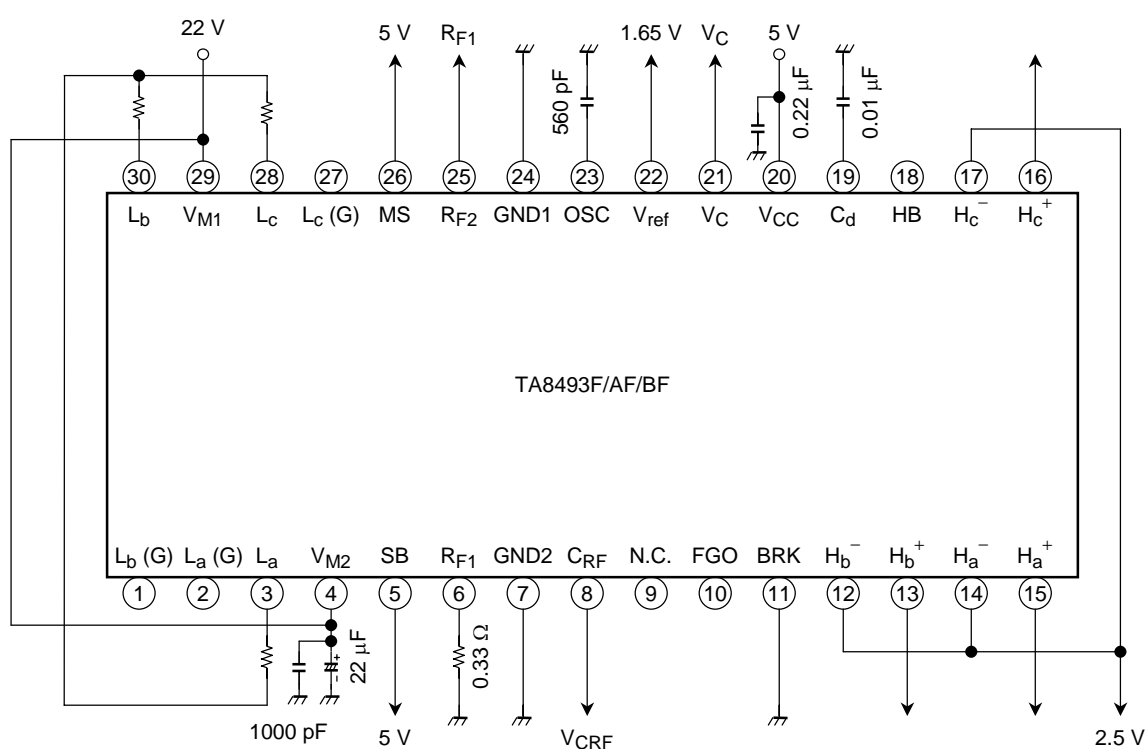 22 V 5 V R_F1 1.65 V V_C 5 V
560 pF 0.22 µF 0.01 µF
30 29 28 27 26 25 24 23 22 21 20 19 18 17 16
L_b V_M1 L_c L_c (G) MS R_F2 GND1 OSC V_ref V_C V_CC C_d HB H_c^− H_c^+
TA8493F/AF/BF
L_b (G) L_a (G) L_a V_M2 SB R_F1 GND2 C_RF N.C. FGO BRK H_b^− H_b^+ H_a^− H_a^+
1 2 3 4 5 6 7 8 9 10 11 12 13 14 15
22 µF 0.33 Ω
1000 pF 5 V V_CRF 2.5 V